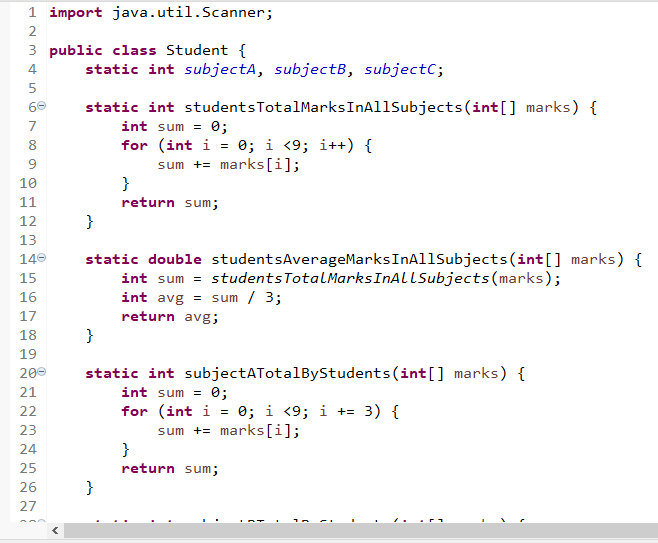 1 import java.util.Scanner;
2
3 public class Student {
4     static int subjectA, subjectB, subjectC;
5
6     static int studentsTotalMarksInAllSubjects(int[] marks) {
7         int sum = 0;
8         for (int i = 0; i <9; i++) {
9             sum += marks[i];
10         }
11         return sum;
12     }
13
14     static double studentsAverageMarksInAllSubjects(int[] marks) {
15         int sum = studentsTotalMarksInAllSubjects(marks);
16         int avg = sum / 3;
17         return avg;
18     }
19
20     static int subjectATotalByStudents(int[] marks) {
21         int sum = 0;
22         for (int i = 0; i <9; i += 3) {
23             sum += marks[i];
24         }
25         return sum;
26     }
27